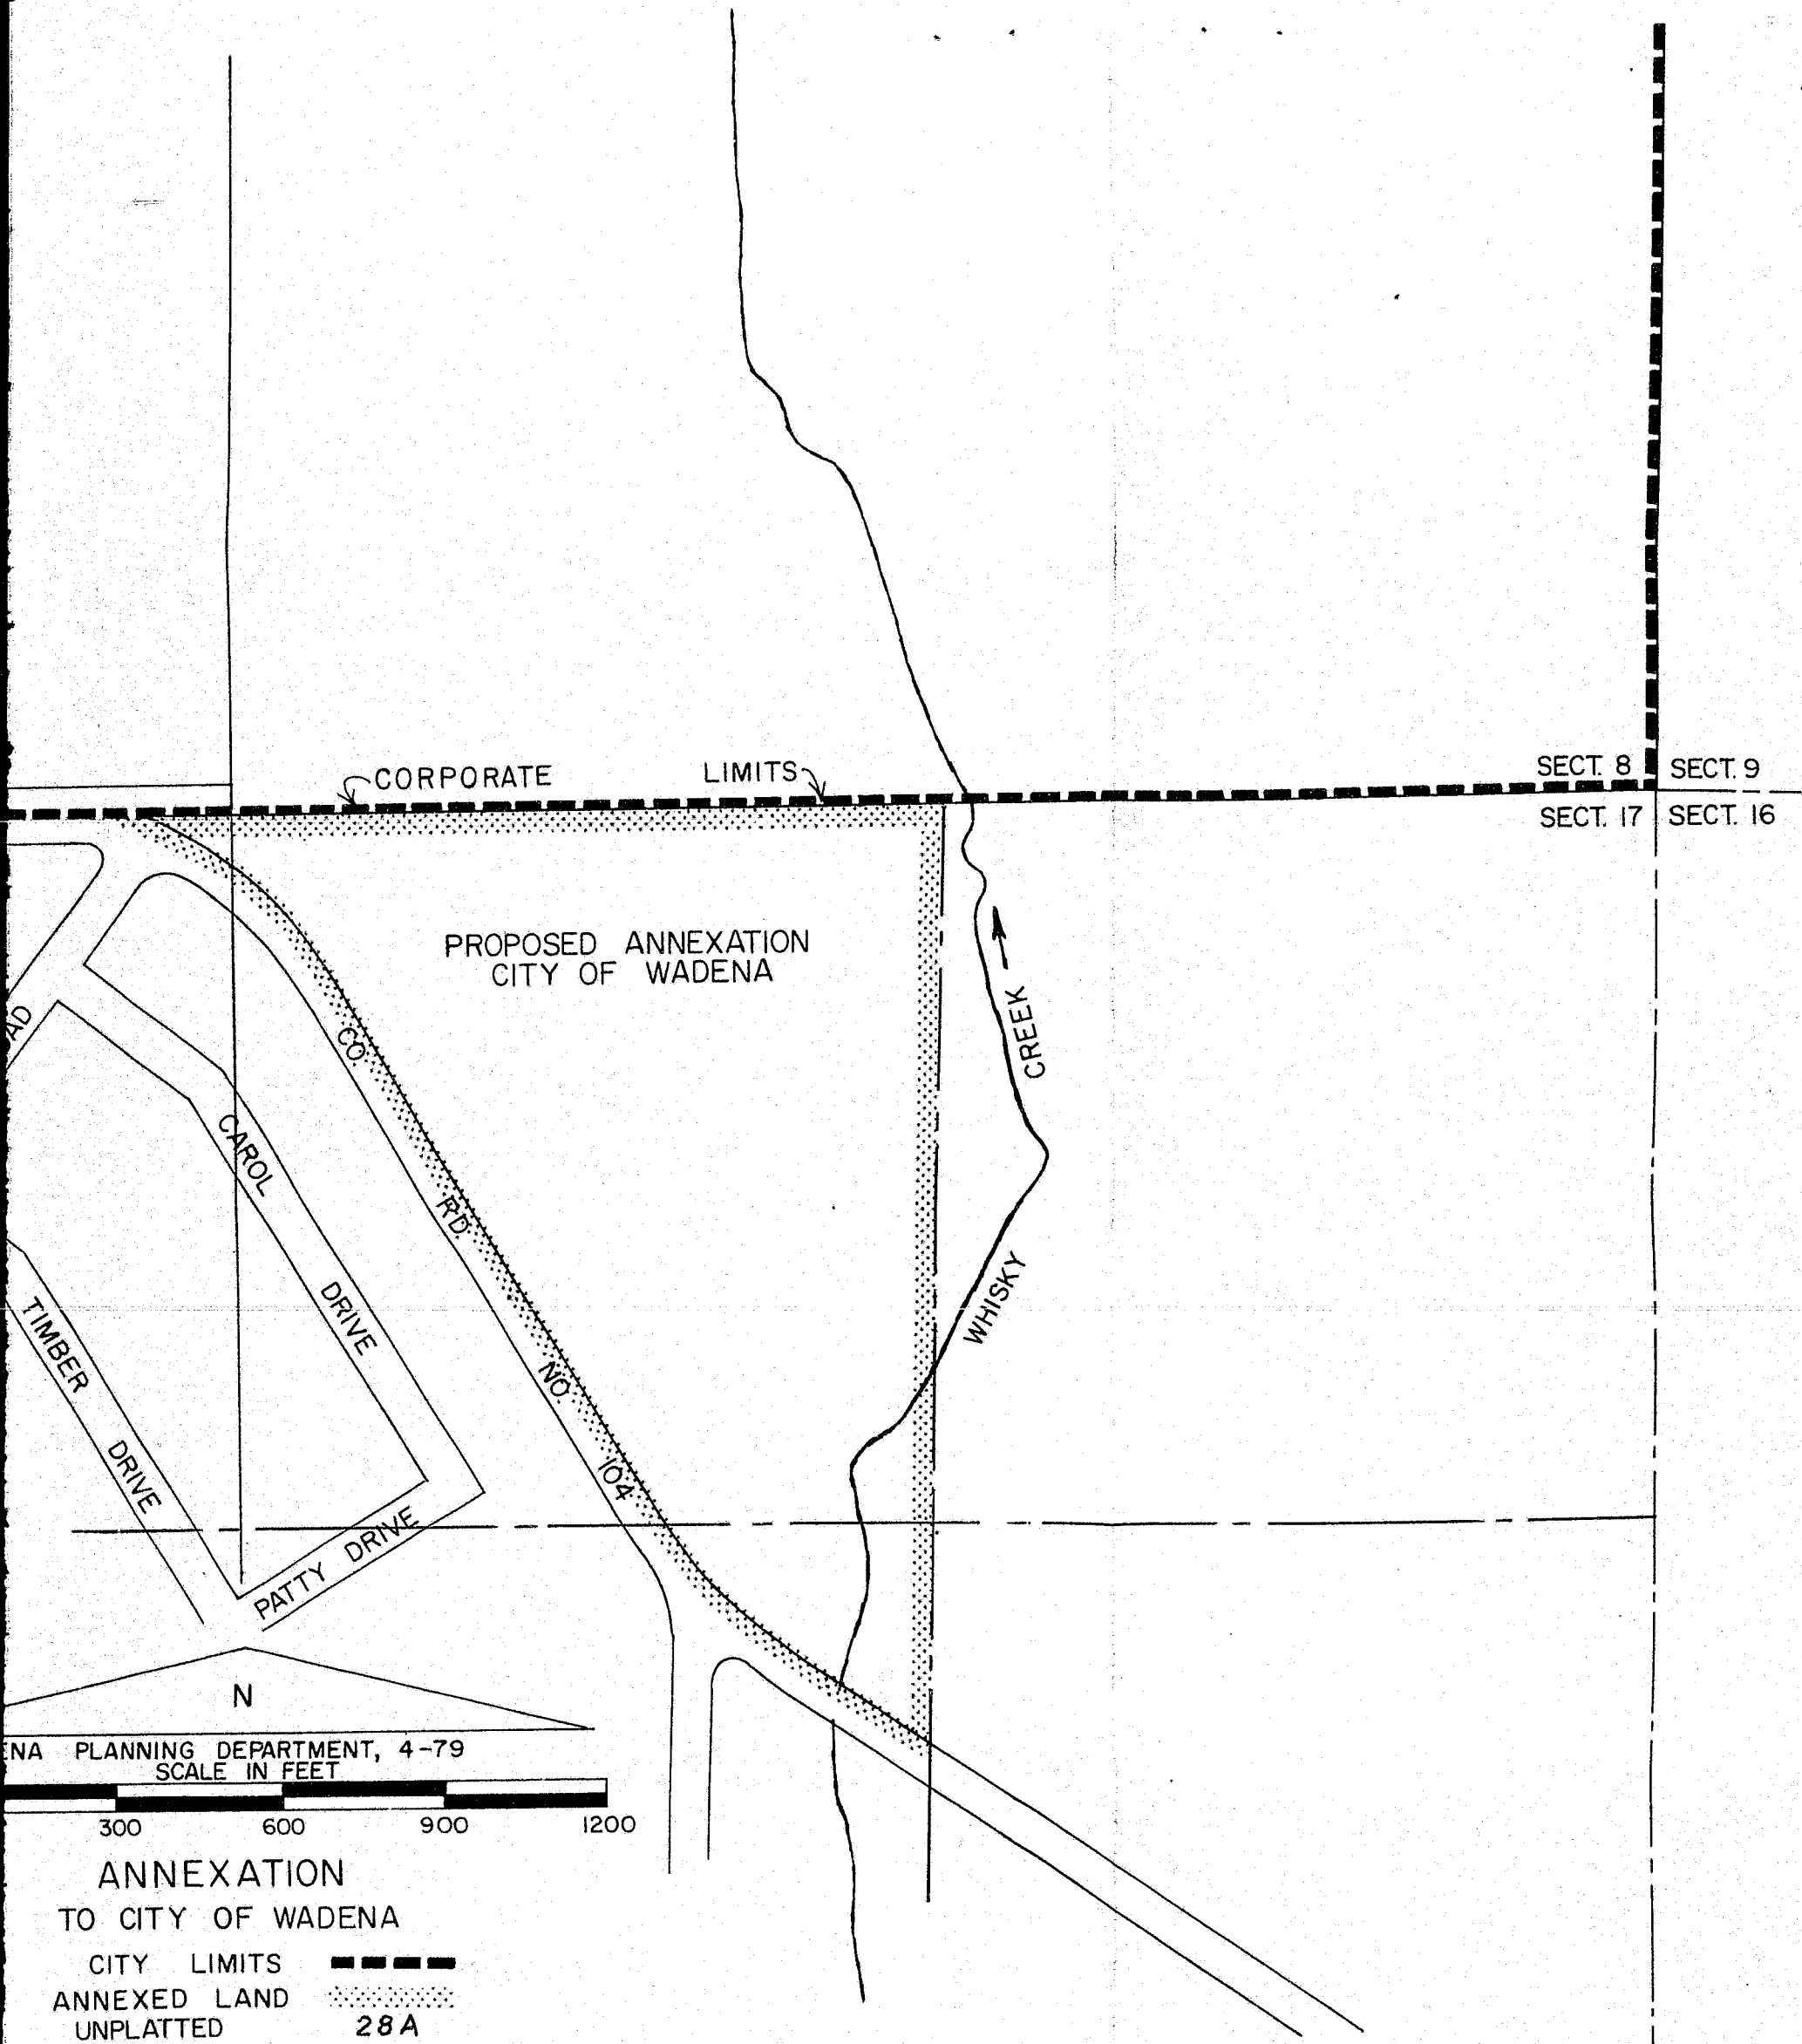 CORPORATE LIMITS
SECT. 8 SECT. 9
SECT. 17 SECT. 16
PROPOSED ANNEXATION
CITY OF WADENA
CREEK
WHISKY
CO. RD. NO. 104
CAROL DRIVE
TIMBER DRIVE
PATTY DRIVE
N
PLANNING DEPARTMENT, 4-79
SCALE IN FEET
300 600 900 1200
ANNEXATION
TO CITY OF WADENA
CITY LIMITS
ANNEXED LAND
UNPLATTED 28A